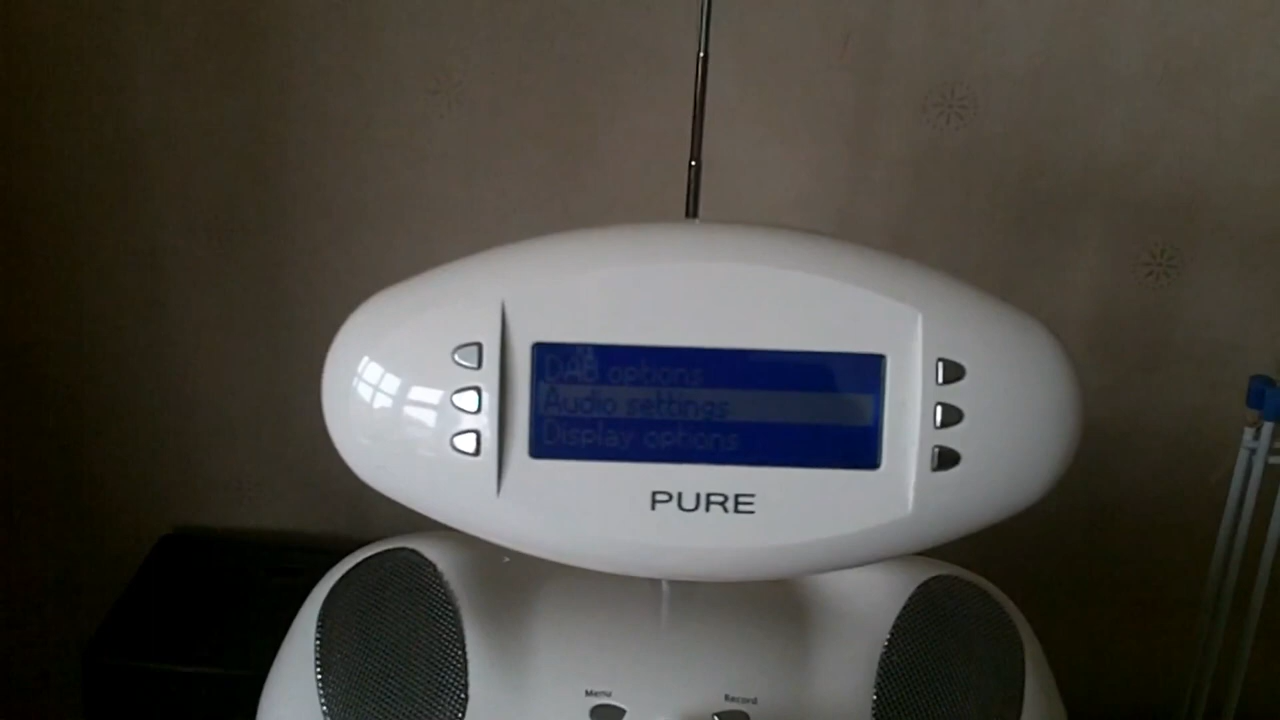 DAB options
Audio settings
Display options
PURE
Menu
Record